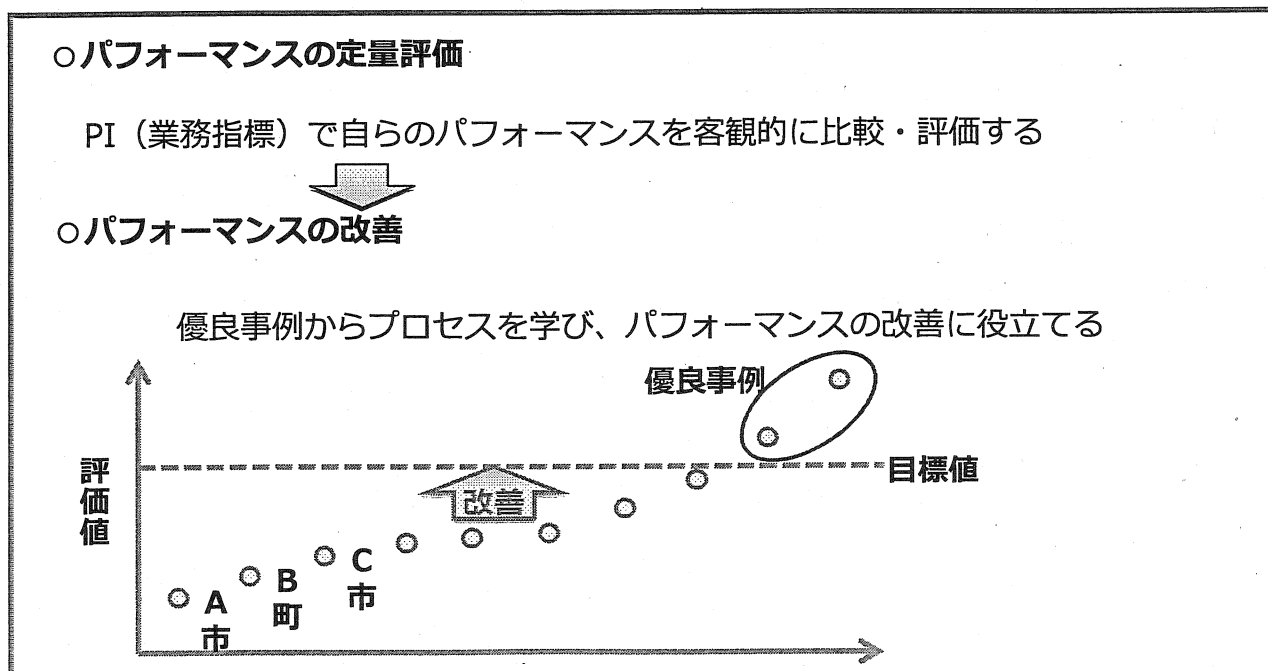 ○パフォーマンスの定量評価
PI（業務指標）で自らのパフォーマンスを客観的に比較・評価する
○パフォーマンスの改善
優良事例からプロセスを学び、パフォーマンスの改善に役立てる
優良事例
評価値
目標値
改善
A市
B町
C市